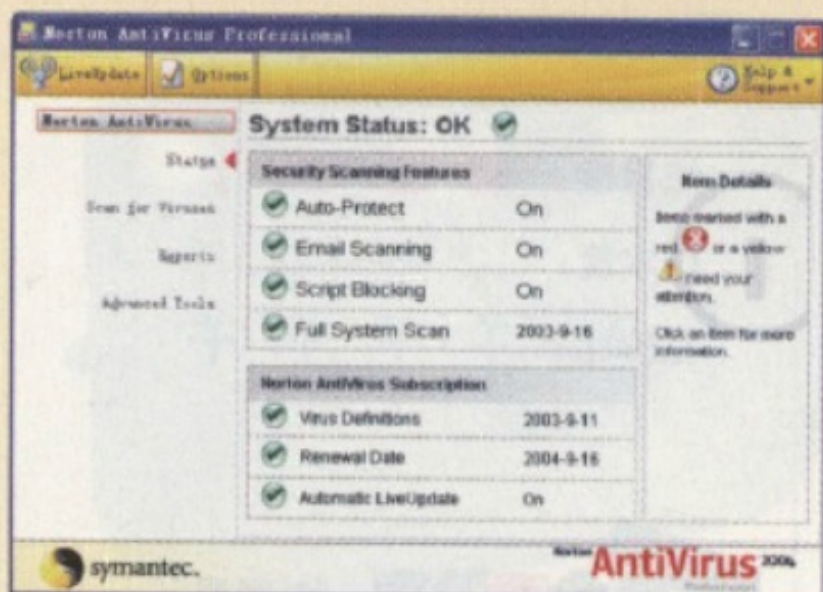 Norton AntiVirus Professional
LiveUpdate
Options
Help & Support
Norton AntiVirus
Status
Scan for Viruses
Reports
Advanced Tools
System Status: OK
Security Scanning Features
Auto-Protect On
Email Scanning On
Script Blocking On
Full System Scan 2003-9-16
Norton AntiVirus Subscription
Virus Definitions 2003-9-11
Renewal Date 2004-9-16
Automatic LiveUpdate On
Item Details
Items marked with a
red or a yellow
need your
attention.
Click an item for more
information.
symantec.
Norton
AntiVirus 2004
Professional